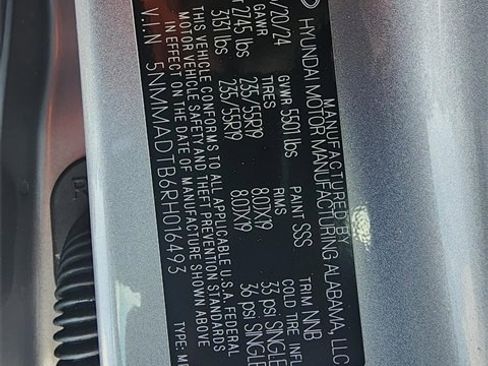 MANUFACTURED BY
HYUNDAI MOTOR MANUFACTURING ALABAMA, LLC
/20/24 GVWR 5501 lbs PAINT SSS TRIM NNB
GAWR TIRES RIMS COLD TIRE INFL
2745 lbs 235/55R19 8.0JX19 33 psi SINGLE
3131 lbs 235/55R19 8.0JX19 36 psi SINGLE
THIS VEHICLE CONFORMS TO ALL APPLICABLE U.S.A. FEDERAL
MOTOR VEHICLE SAFETY AND THEFT PREVENTION STANDARDS
IN EFFECT ON THE DATE OF MANUFACTURE SHOWN ABOVE
V.I.N 5NMMADTB6RH016493 TYPE: